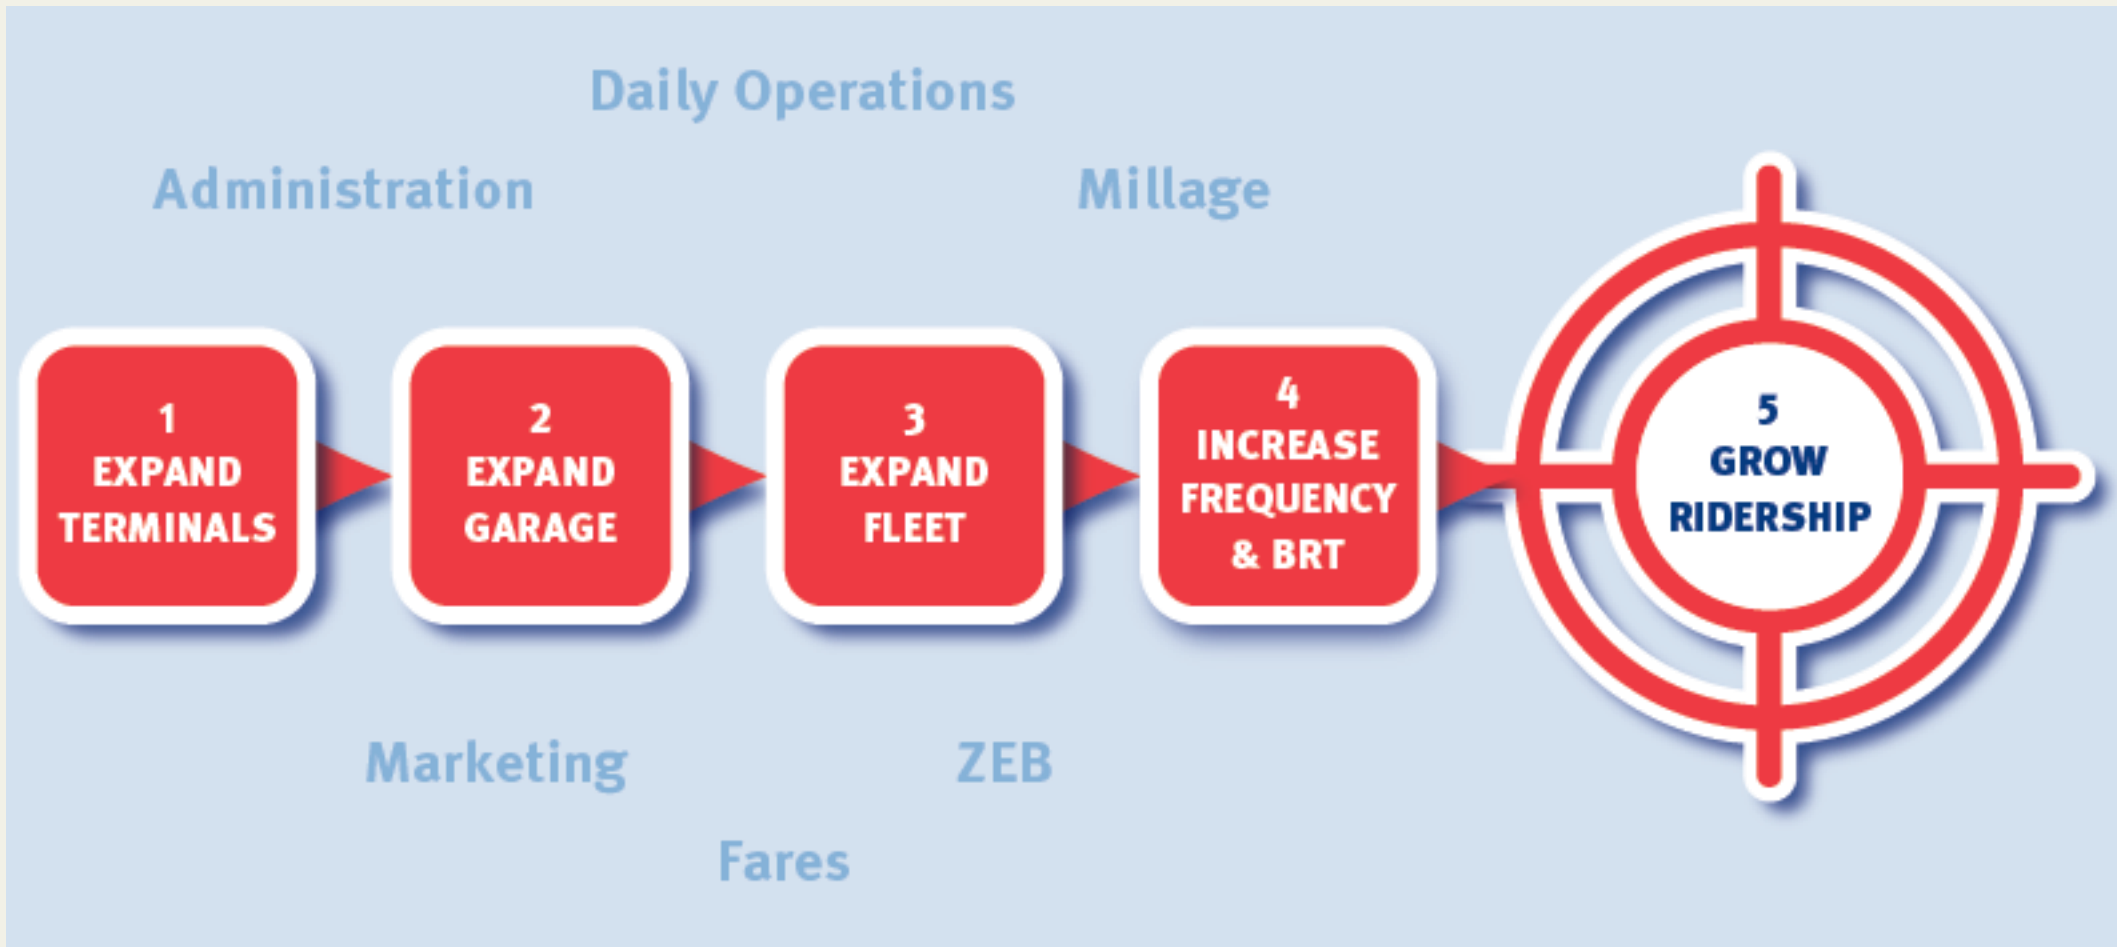 Daily Operations
Administration
Millage
1
EXPAND
TERMINALS
2
EXPAND
GARAGE
3
EXPAND
FLEET
4
INCREASE
FREQUENCY
& BRT
5
GROW
RIDERSHIP
Marketing
ZEB
Fares